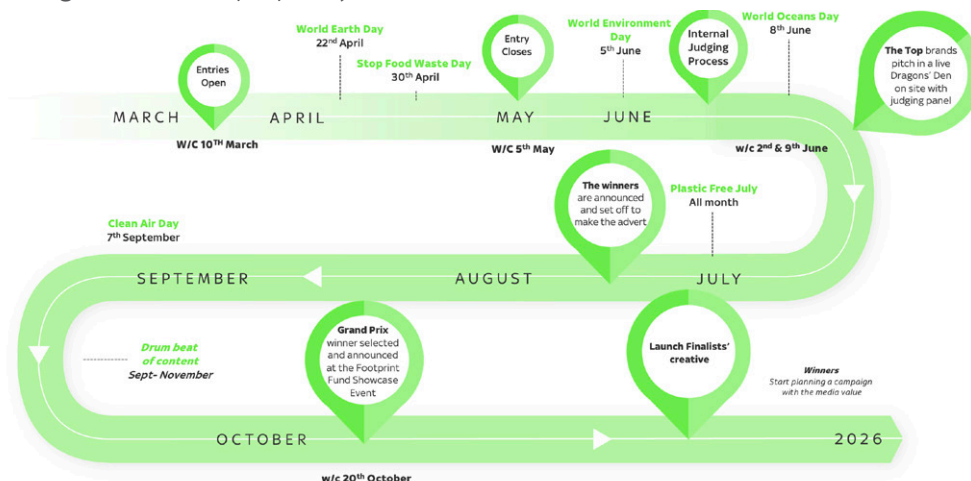 World Earth Day
22nd April
Stop Food Waste Day
30th April
World Environment
Day
5th June
World Oceans Day
8th June
Entries
Open
Entry
Closes
Internal
Judging
Process
The Top brands
pitch in a live
Dragons' Den
on site with
judging panel
MARCH
APRIL
MAY
JUNE
W/C 10TH March
W/C 5th May
w/c 2nd & 9th June
The winners
are announced
and set off to
make the advert
Plastic Free July
All month
Clean Air Day
7th September
SEPTEMBER
AUGUST
JULY
Drum beat
of content
Sept- November
Grand Prix
winner selected
and announced
at the Footprint
Fund Showcase
Event
Launch Finalists'
creative
Winners
Start planning a campaign
with the media value
OCTOBER
2026
w/c 20th October